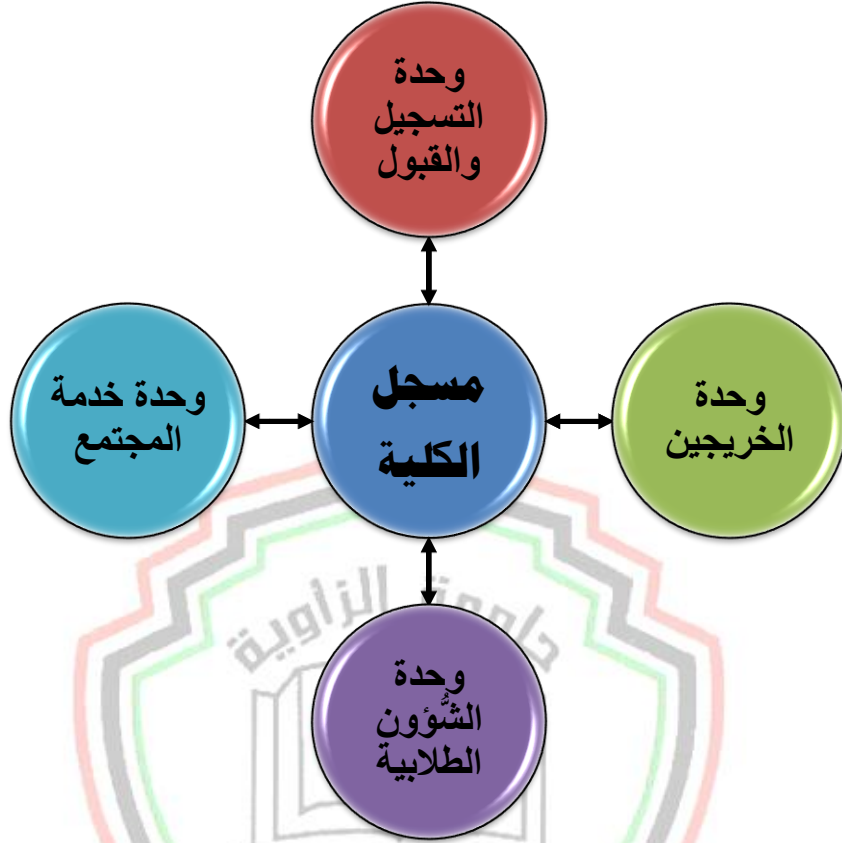 وحدة
التسجيل
والقبول
وحدة
الخريجين
مسجل
الكلية
وحدة خدمة
المجتمع
جامعة الزاوية
وحدة
الشُّؤون
الطلابية